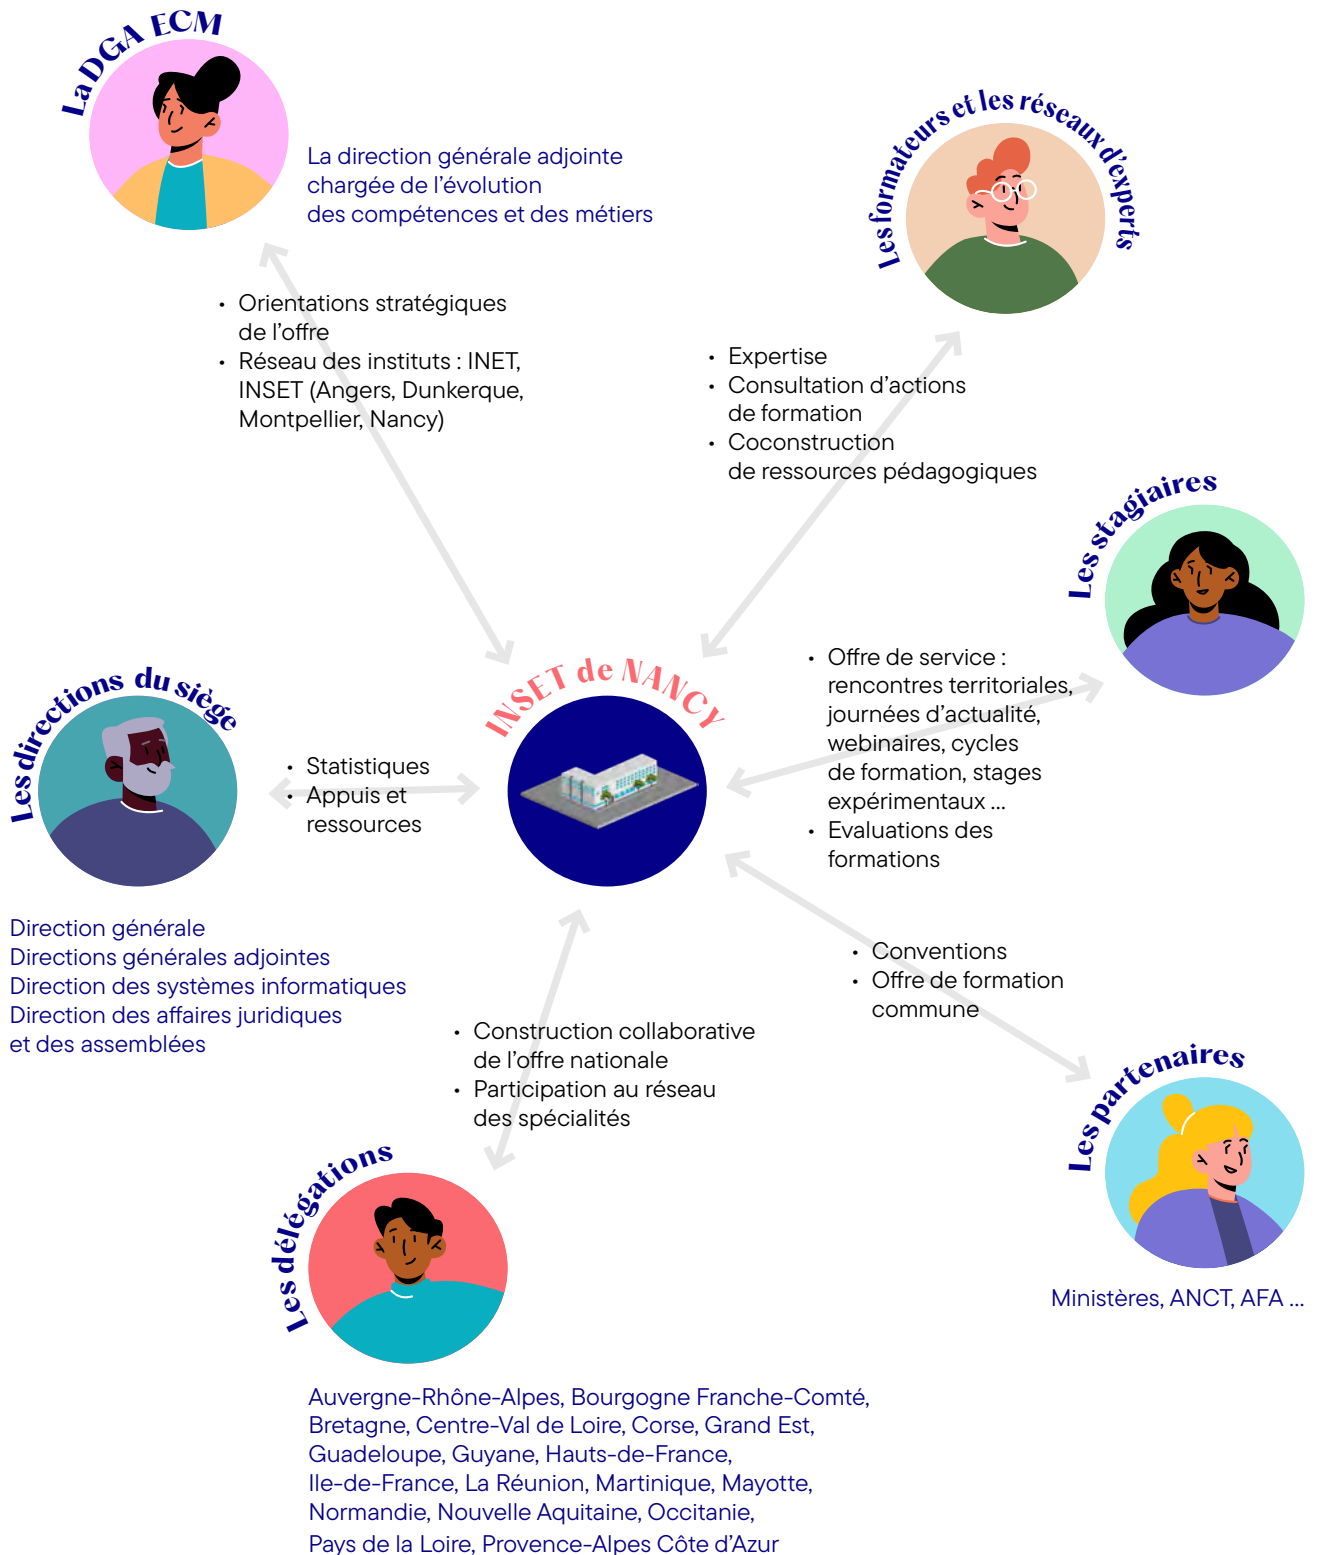 La DGA ECM
La direction générale adjointe
chargée de l'évolution
des compétences et des métiers
• Orientations stratégiques
de l'offre
• Réseau des instituts : INET,
INSET (Angers, Dunkerque,
Montpellier, Nancy)
Les formateurs et les réseaux d'experts
• Expertise
• Consultation d'actions
de formation
• Coconstruction
de ressources pédagogiques
Les stagiaires
• Offre de service :
rencontres territoriales,
journées d'actualité,
webinaires, cycles
de formation, stages
expérimentaux ...
• Evaluations des
formations
INSET de NANCY
Les directions du siège
• Statistiques
• Appuis et
ressources
Direction générale
Directions générales adjointes
Direction des systèmes informatiques
Direction des affaires juridiques
et des assemblées
• Conventions
• Offre de formation
commune
Les partenaires
Ministères, ANCT, AFA ...
• Construction collaborative
de l'offre nationale
• Participation au réseau
des spécialités
Les délégations
Auvergne-Rhône-Alpes, Bourgogne Franche-Comté,
Bretagne, Centre-Val de Loire, Corse, Grand Est,
Guadeloupe, Guyane, Hauts-de-France,
Ile-de-France, La Réunion, Martinique, Mayotte,
Normandie, Nouvelle Aquitaine, Occitanie,
Pays de la Loire, Provence-Alpes Côte d'Azur